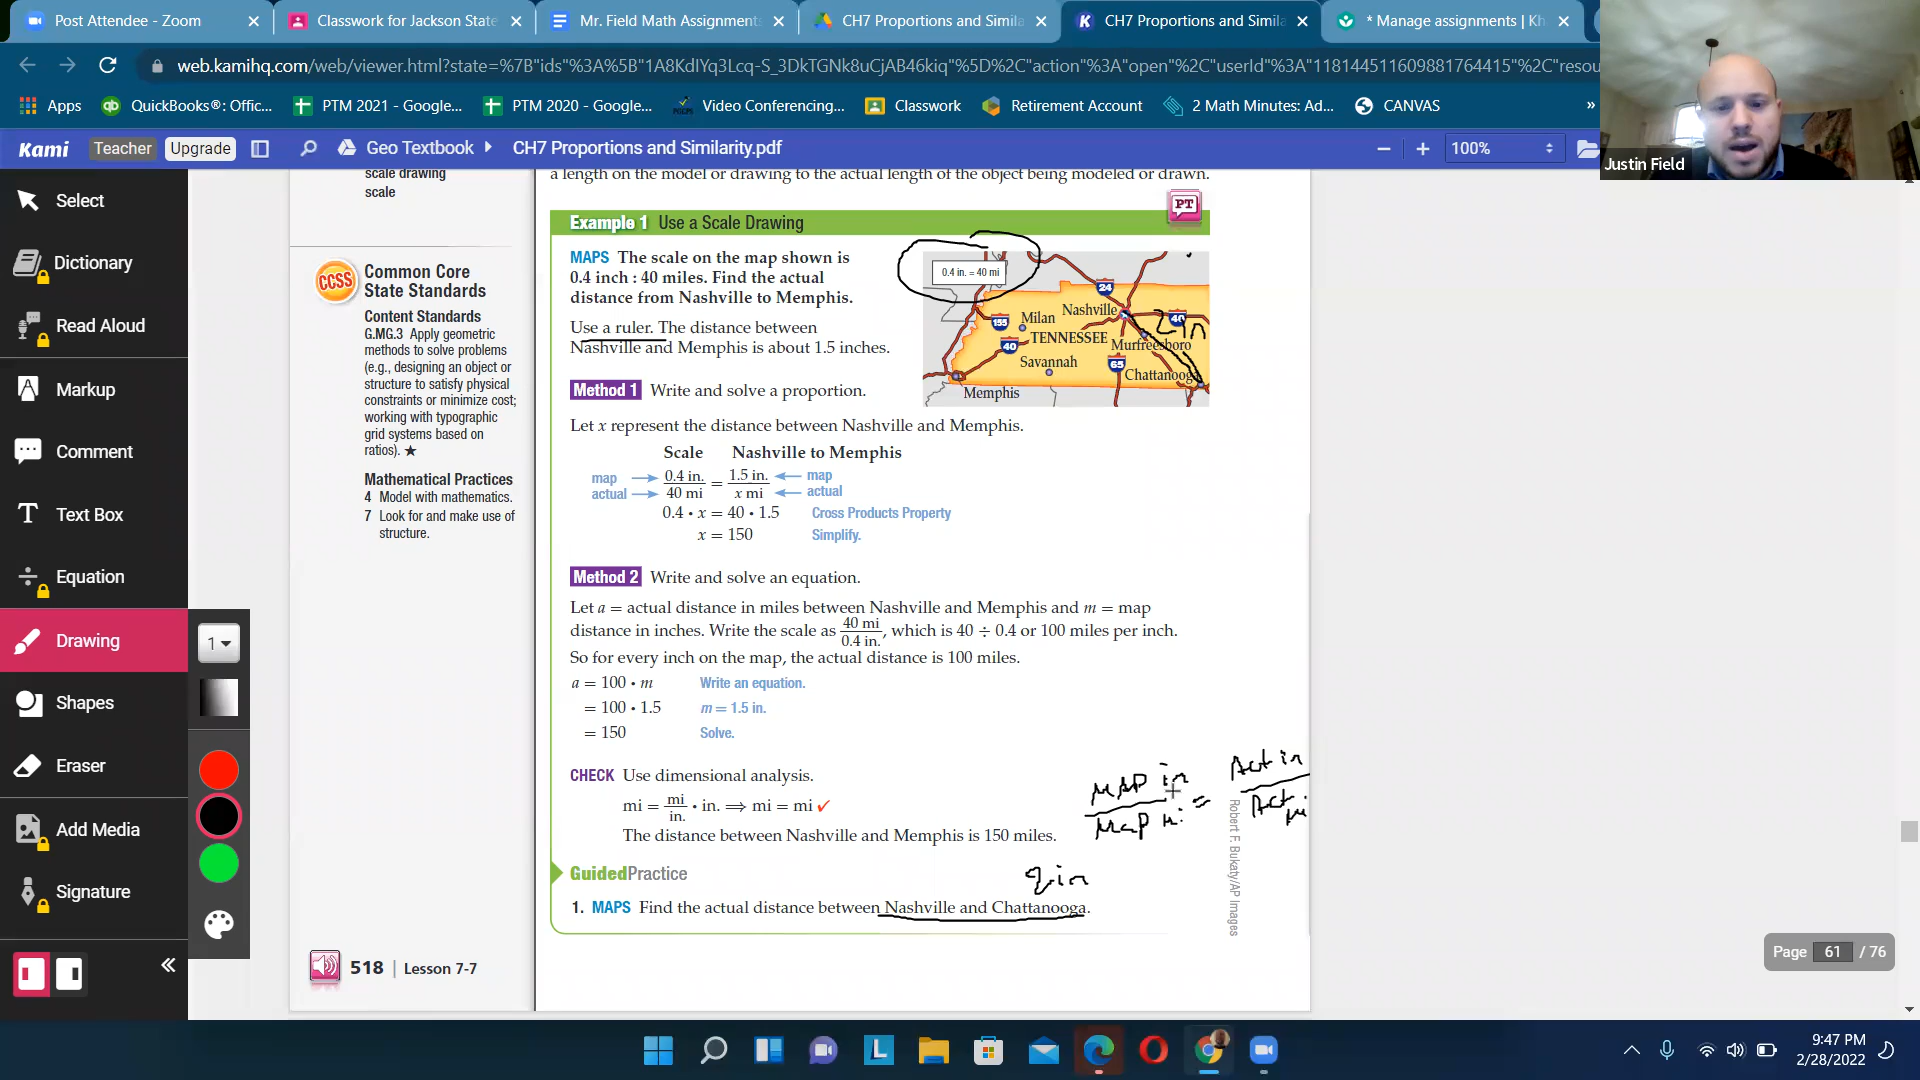 Post Attendee - Zoom
Classwork for Jackson State
Mr. Field Math Assignments
CH7 Proportions and Simila
CH7 Proportions and Simila
* Manage assignments | Kh
web.kamihq.com/web/viewer.html?state=%7B"ids"%3A%5B"1A8KdIYq3Lcq-S_3DkTGNk8uCjAB46kiq"%5D%2C"action"%3A"open"%2C"userId"%3A"118144511609881764415"%2C"resou
Apps
QuickBooks®: Offic...
PTM 2021 - Google...
PTM 2020 - Google...
Video Conferencing...
Classwork
Retirement Account
2 Math Minutes: Ad...
CANVAS
»
Justin Field
Kami
Teacher
Upgrade
Geo Textbook
CH7 Proportions and Similarity.pdf
100%
Select
Dictionary
Read Aloud
Markup
Comment
Text Box
Equation
Drawing
Shapes
Eraser
Add Media
Signature
1
scale drawing
scale
a length on the model or drawing to the actual length of the object being modeled or drawn.
CCSS
Common Core
State Standards
Content Standards
G.MG.3 Apply geometric
methods to solve problems
(e.g., designing an object or
structure to satisfy physical
constraints or minimize cost;
working with typographic
grid systems based on
ratios). ★
Mathematical Practices
4 Model with mathematics.
7 Look for and make use of
structure.
Example 1 Use a Scale Drawing
PT
MAPS The scale on the map shown is
0.4 inch : 40 miles. Find the actual
distance from Nashville to Memphis.
Use a ruler. The distance between
Nashville and Memphis is about 1.5 inches.
0.4 in. = 40 mi
24
Nashville
Milan
155
40
2 in
TENNESSEE
Murfreesboro
40
Savannah
65
Chattanooga
Memphis
Method 1 Write and solve a proportion.
Let x represent the distance between Nashville and Memphis.
Scale Nashville to Memphis
map → 0.4 in. = 1.5 in. ← map
actual → 40 mi x mi ← actual
0.4 • x = 40 • 1.5 Cross Products Property
x = 150 Simplify.
Method 2 Write and solve an equation.
Let a = actual distance in miles between Nashville and Memphis and m = map
distance in inches. Write the scale as 40 mi/0.4 in., which is 40 ÷ 0.4 or 100 miles per inch.
So for every inch on the map, the actual distance is 100 miles.
a = 100 • m Write an equation.
= 100 • 1.5 m = 1.5 in.
= 150 Solve.
CHECK Use dimensional analysis.
mi = mi/in. • in. ⟹ mi = mi ✓
The distance between Nashville and Memphis is 150 miles.
MAP in = Act in
Map mi Act mi
GuidedPractice
2 in
1. MAPS Find the actual distance between Nashville and Chattanooga.
Robert F. Bukaty/AP Images
518 | Lesson 7-7
Page 61 / 76
9:47 PM
2/28/2022